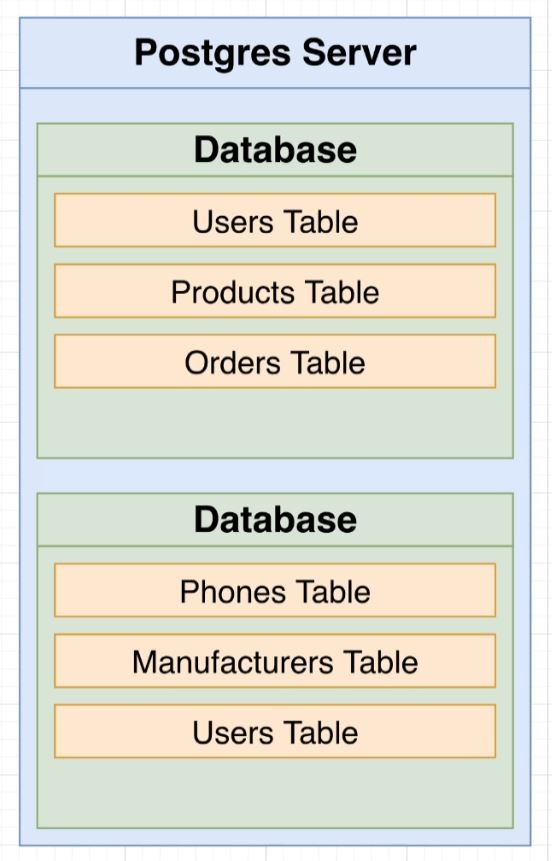 Postgres Server
Database
Users Table
Products Table
Orders Table
Database
Phones Table
Manufacturers Table
Users Table